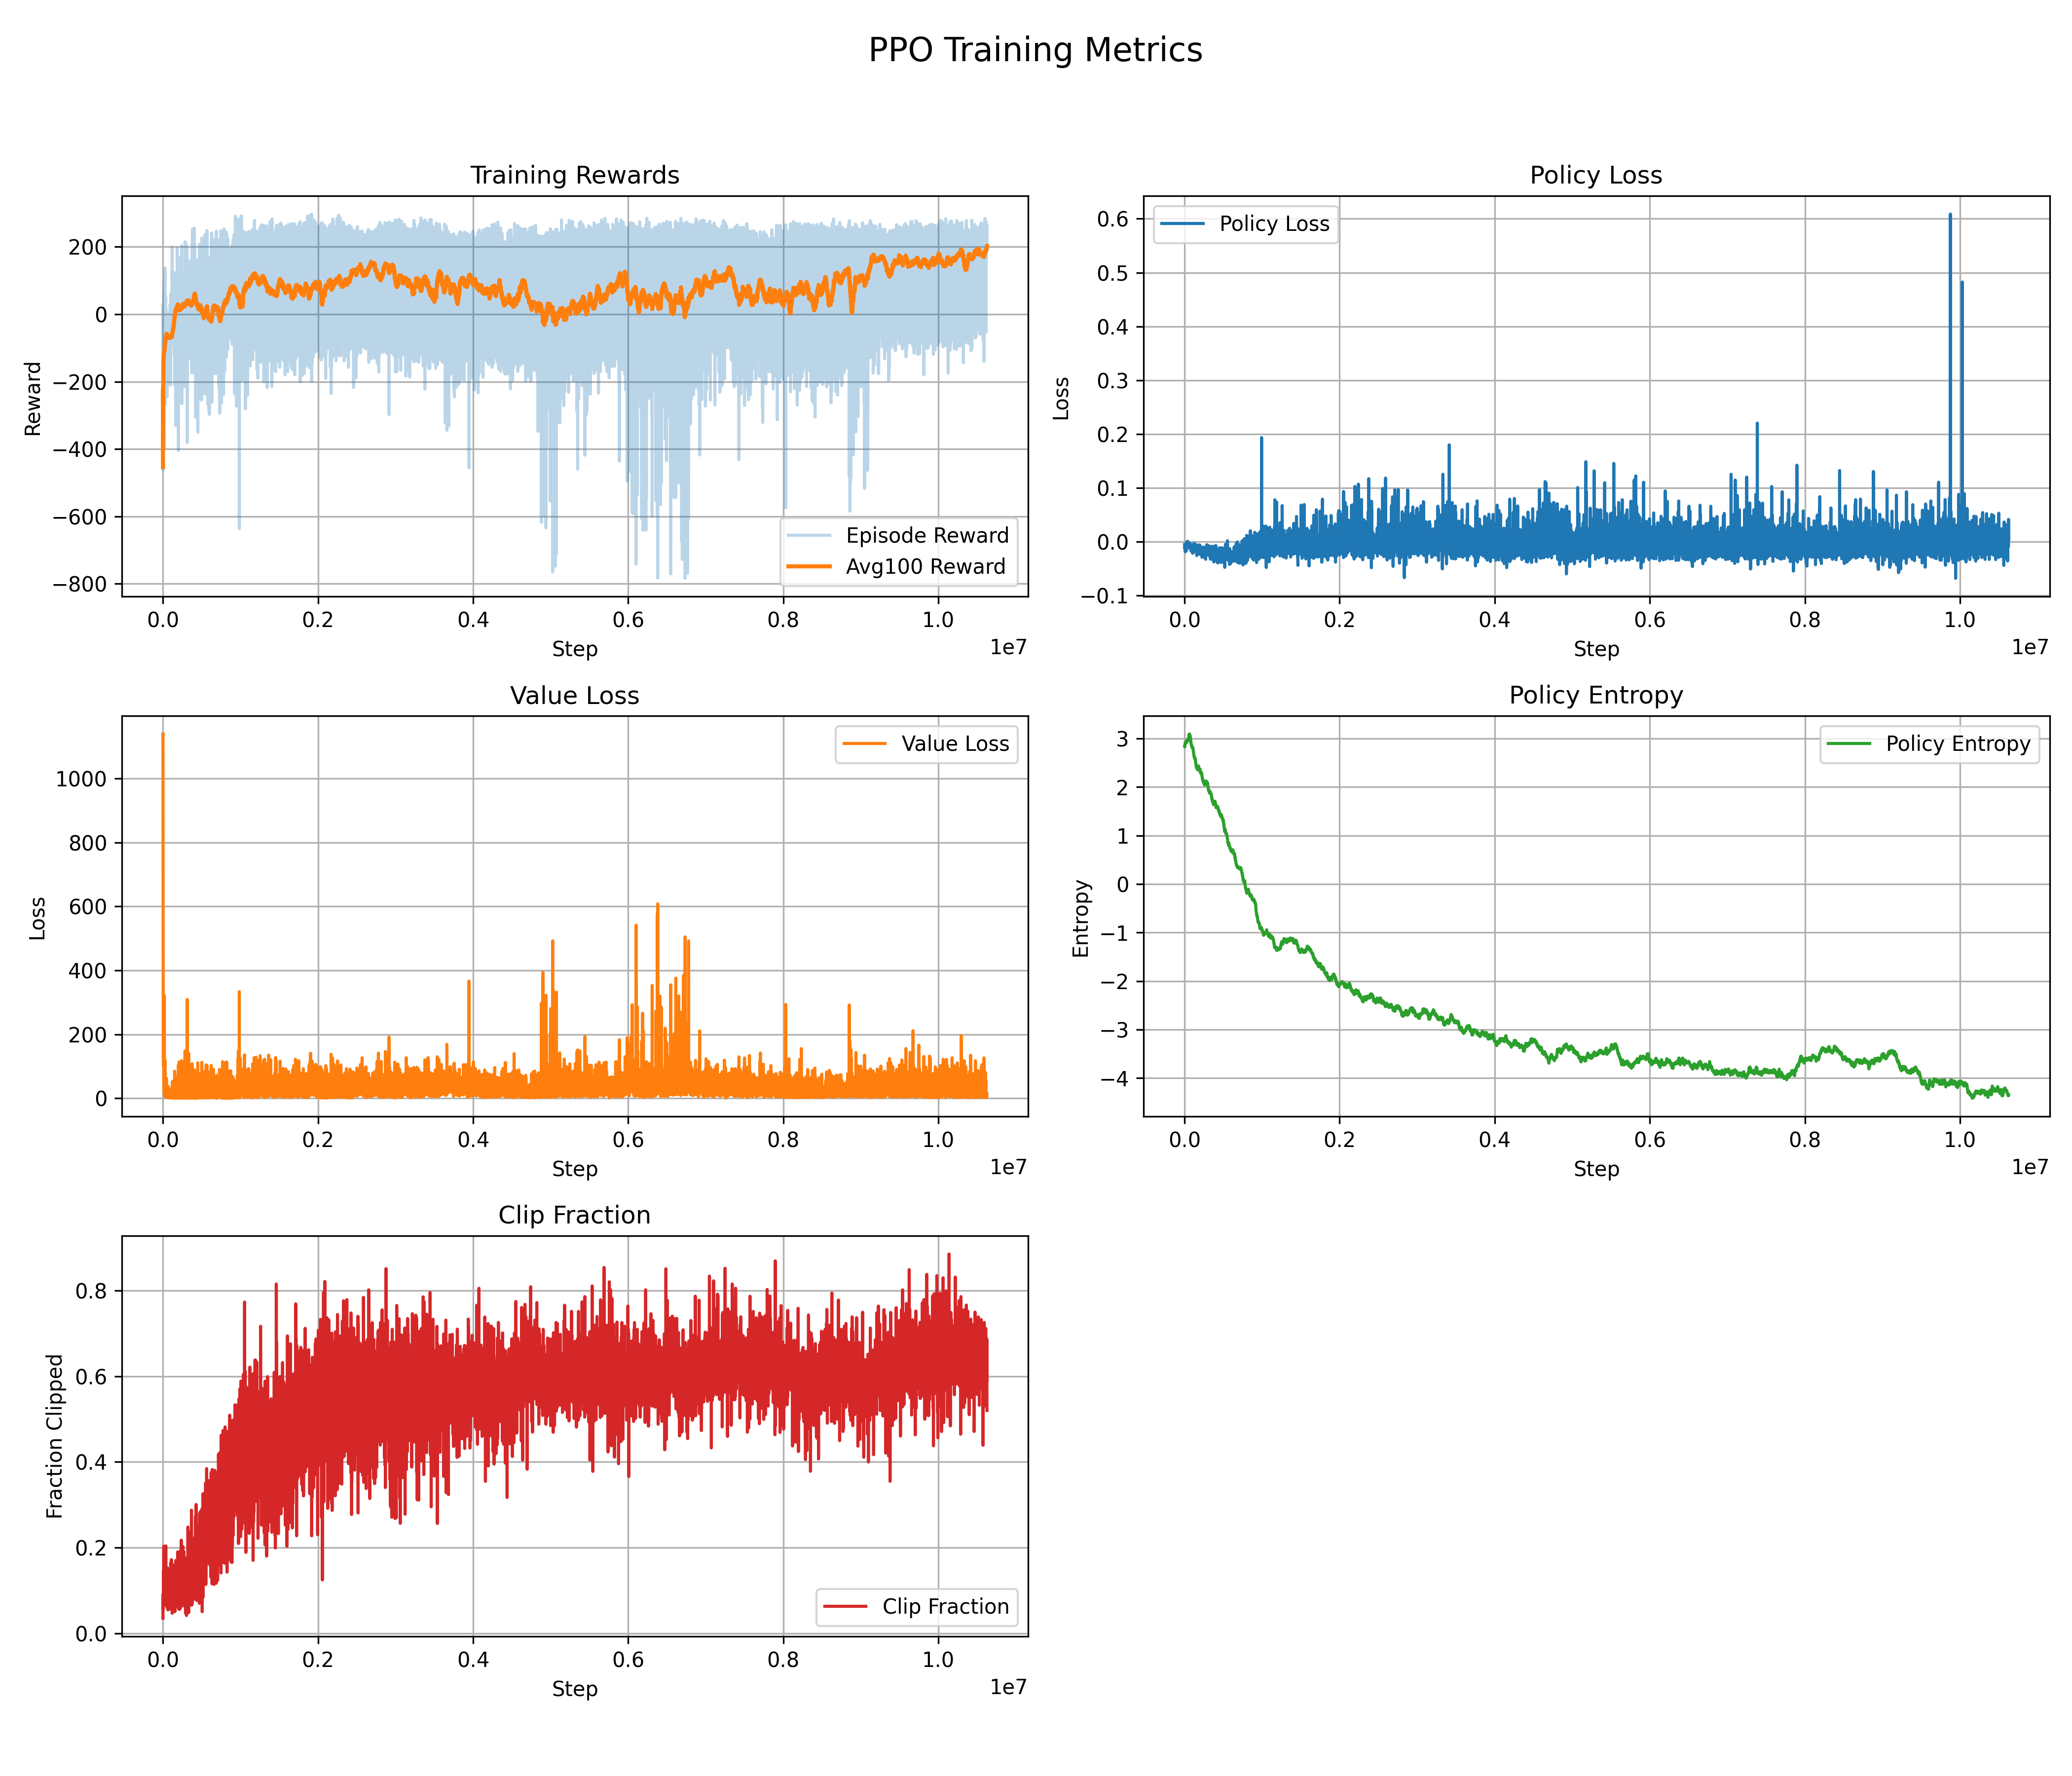 PPO Training Metrics
Training Rewards
Reward
200
0
−200
−400
−600
−800
Episode Reward
Avg100 Reward
0.0 0.2 0.4 0.6 0.8 1.0
Step
1e7
Policy Loss
Loss
0.6
0.5
0.4
0.3
0.2
0.1
0.0
−0.1
Policy Loss
0.0 0.2 0.4 0.6 0.8 1.0
Step
1e7
Value Loss
Loss
1000
800
600
400
200
0
Value Loss
0.0 0.2 0.4 0.6 0.8 1.0
Step
1e7
Policy Entropy
Entropy
3
2
1
0
−1
−2
−3
−4
Policy Entropy
0.0 0.2 0.4 0.6 0.8 1.0
Step
1e7
Clip Fraction
Fraction Clipped
0.8
0.6
0.4
0.2
0.0
Clip Fraction
0.0 0.2 0.4 0.6 0.8 1.0
Step
1e7